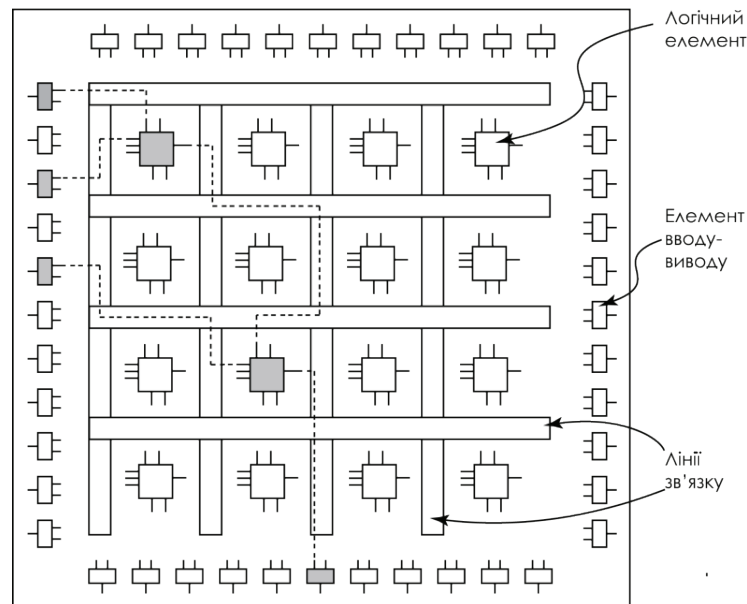 Логічний
елемент
Елемент
вводу-
виводу
Лінії
зв’язку